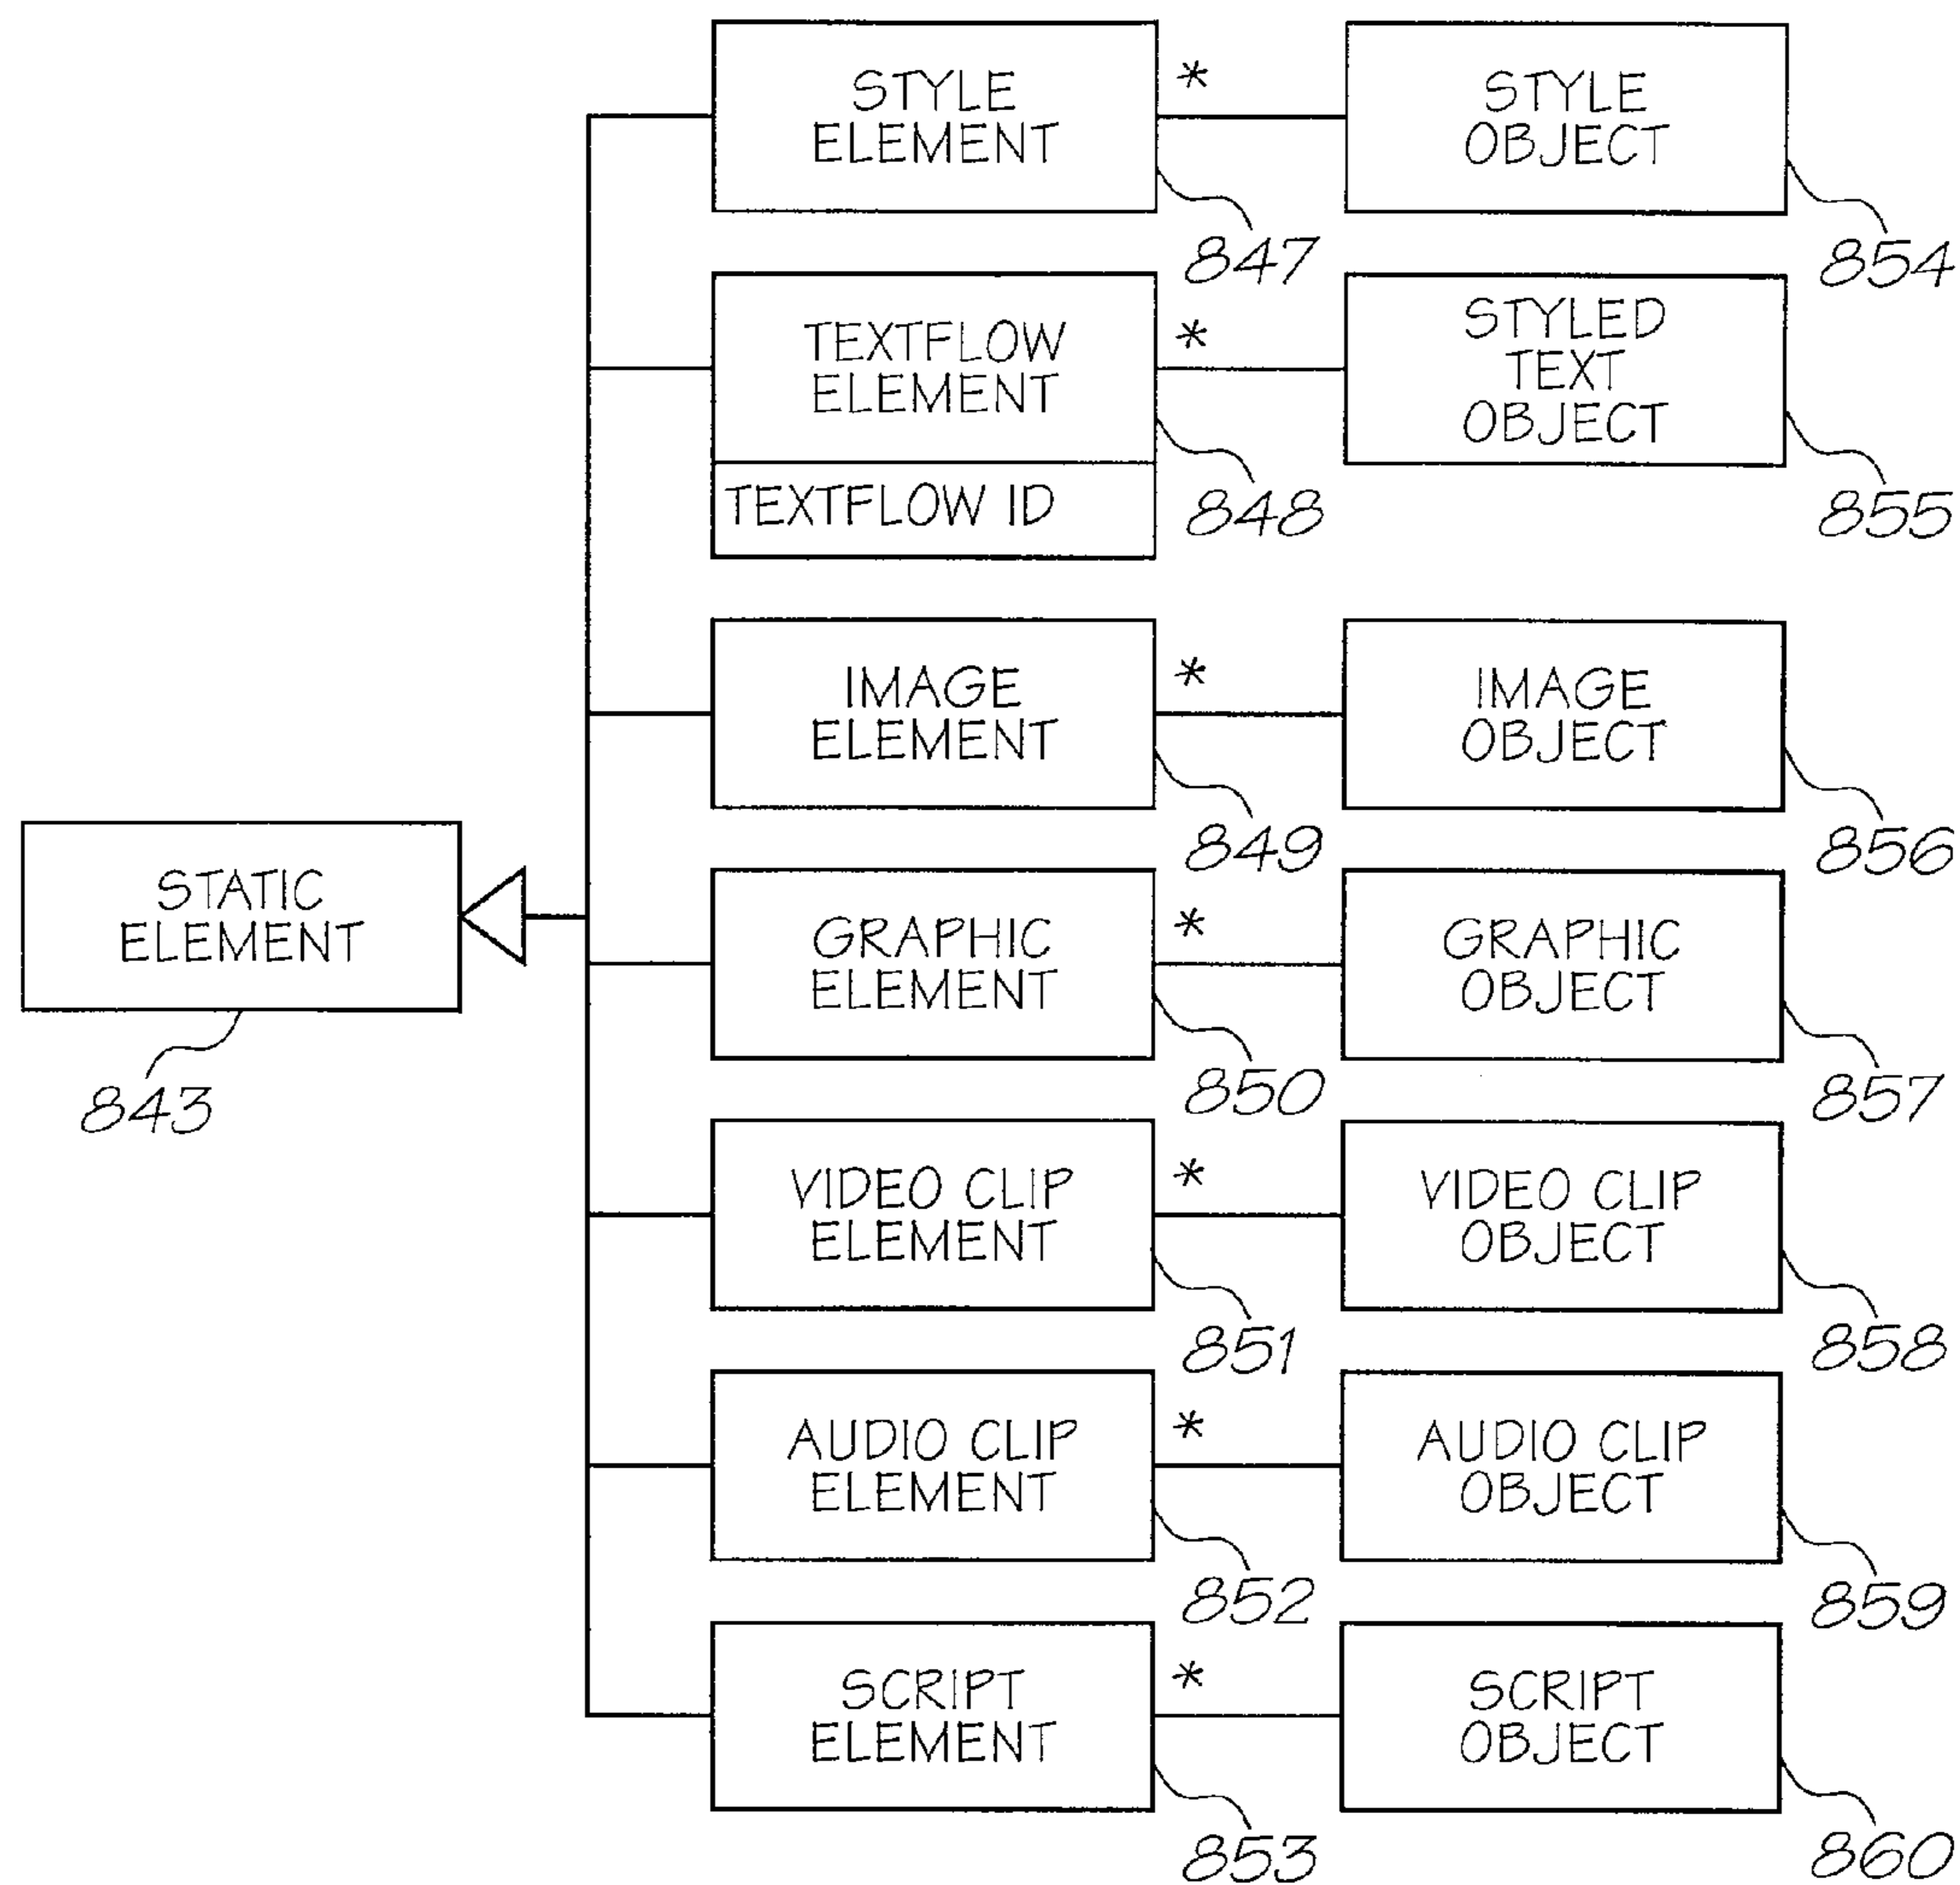 STYLE
ELEMENT
*
STYLE
OBJECT
847
854
TEXTFLOW
ELEMENT
TEXTFLOW ID
*
STYLED
TEXT
OBJECT
848
855
IMAGE
ELEMENT
*
IMAGE
OBJECT
849
856
STATIC
ELEMENT
843
GRAPHIC
ELEMENT
*
GRAPHIC
OBJECT
850
857
VIDEO CLIP
ELEMENT
*
VIDEO CLIP
OBJECT
851
858
AUDIO CLIP
ELEMENT
*
AUDIO CLIP
OBJECT
852
859
SCRIPT
ELEMENT
*
SCRIPT
OBJECT
853
860